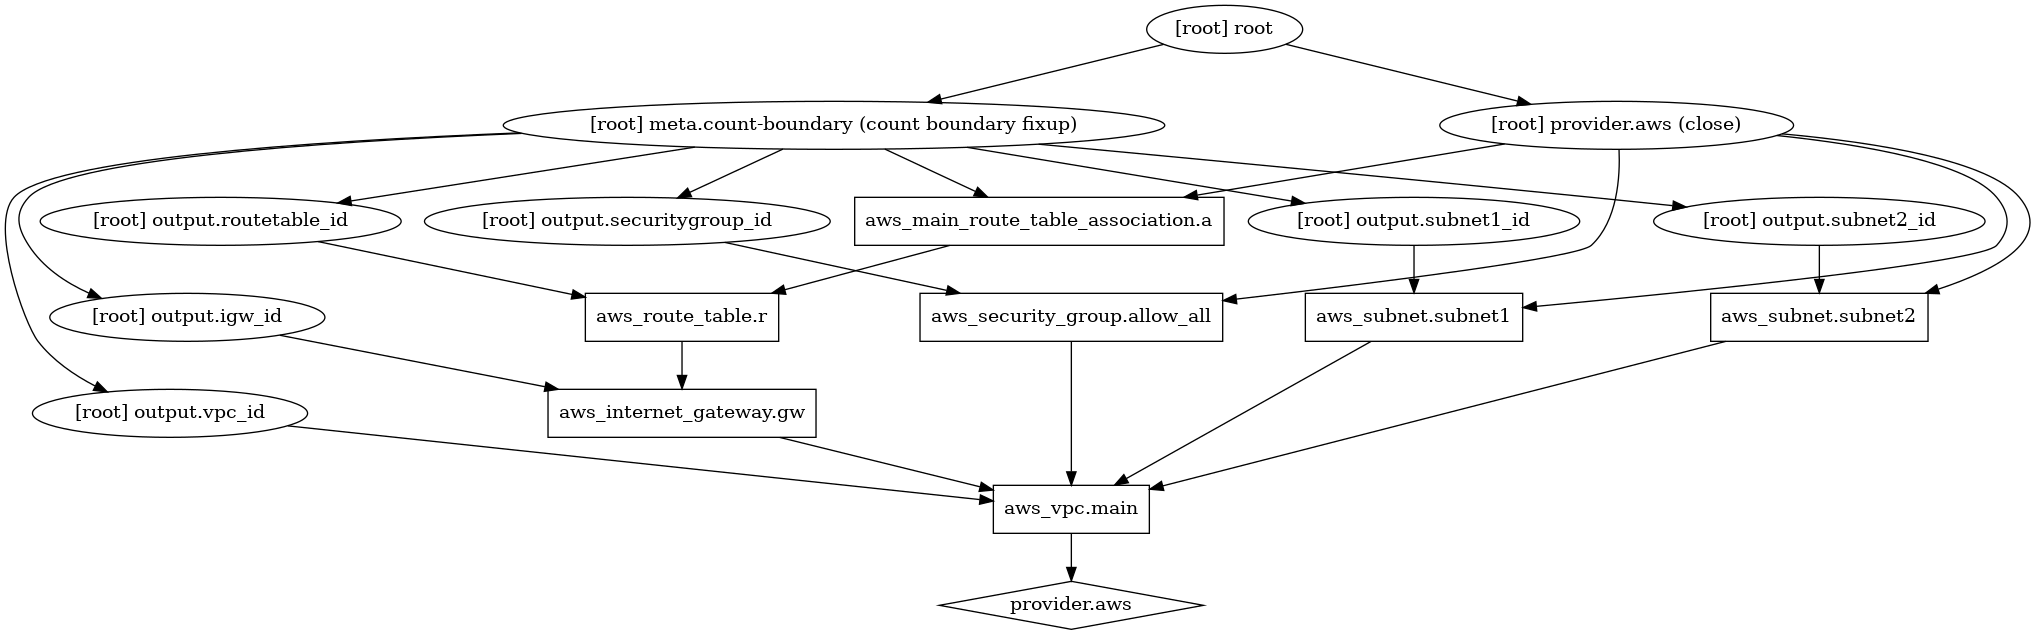 [root] root
[root] meta.count-boundary (count boundary fixup)
[root] provider.aws (close)
[root] output.routetable_id
[root] output.securitygroup_id
aws_main_route_table_association.a
[root] output.subnet1_id
[root] output.subnet2_id
[root] output.igw_id
aws_route_table.r
aws_security_group.allow_all
aws_subnet.subnet1
aws_subnet.subnet2
[root] output.vpc_id
aws_internet_gateway.gw
aws_vpc.main
provider.aws